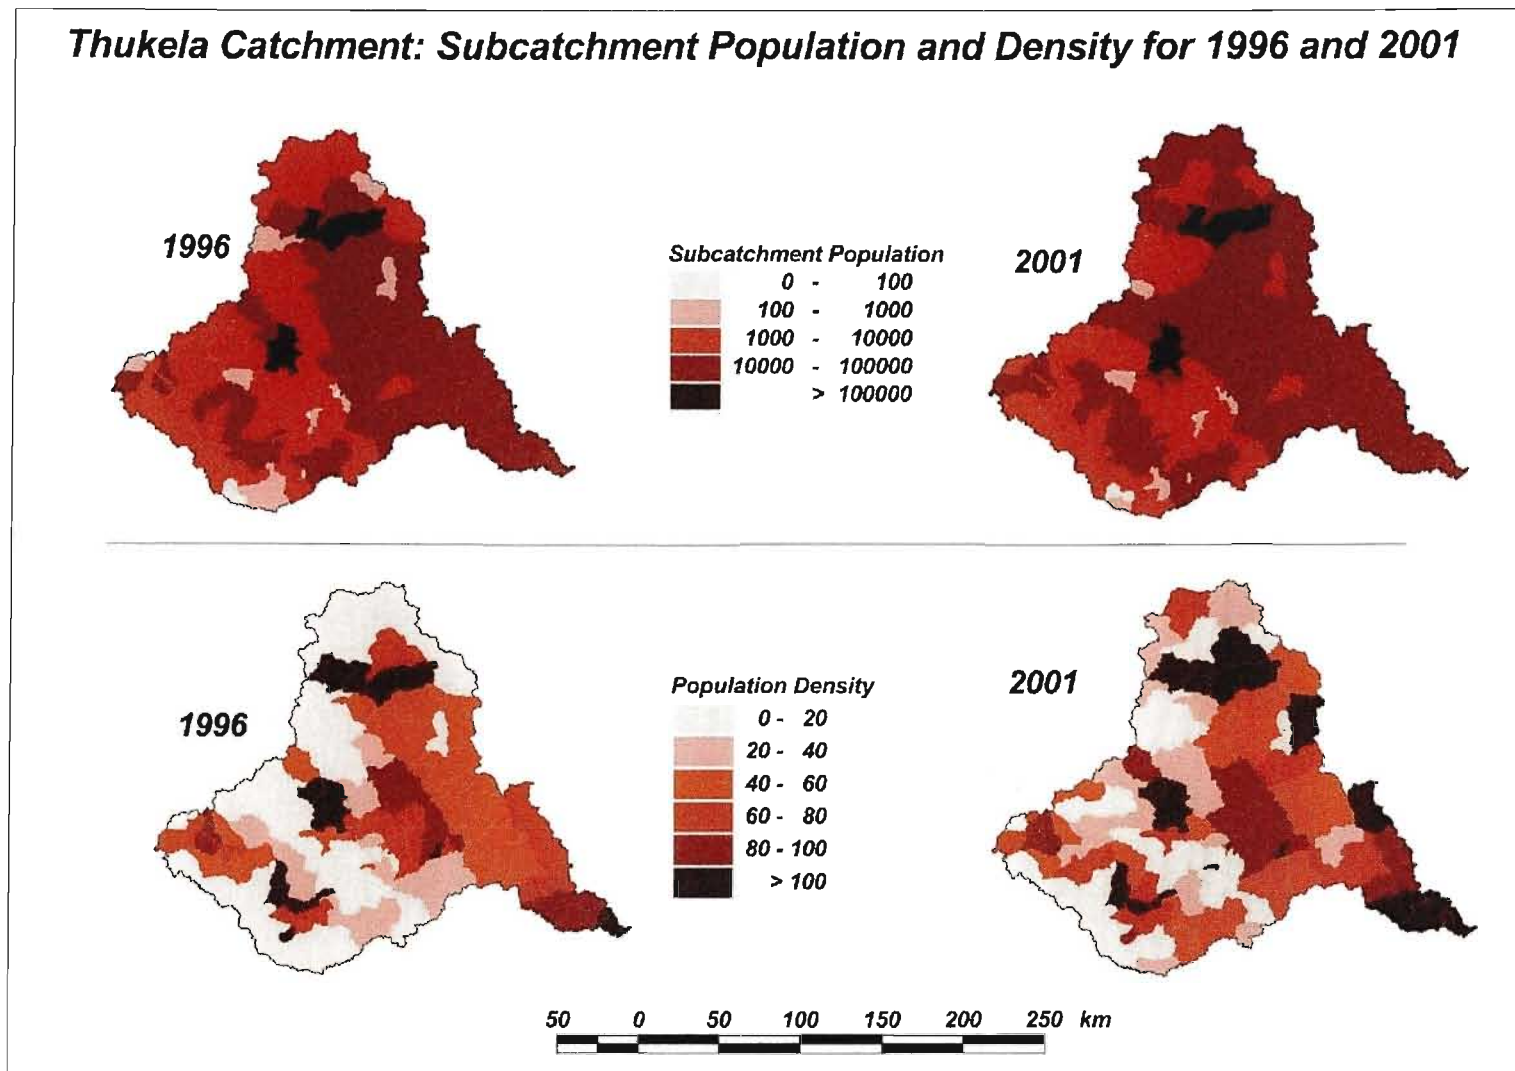 Thukela Catchment: Subcatchment Population and Density for 1996 and 2001
1996
Subcatchment Population
0 - 100
100 - 1000
1000 - 10000
10000 - 100000
> 100000
2001
1996
Population Density
0 - 20
20 - 40
40 - 60
60 - 80
80 - 100
> 100
2001
50 0 50 100 150 200 250 km